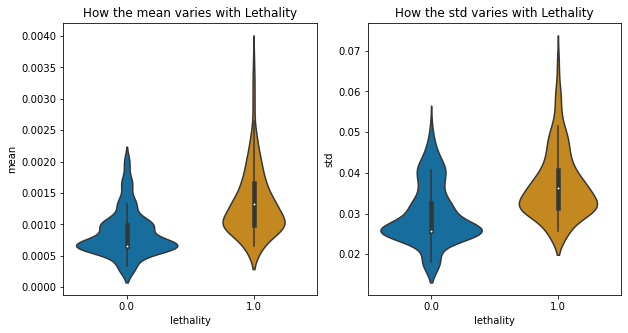 How the mean varies with Lethality
mean
0.0040
0.0035
0.0030
0.0025
0.0020
0.0015
0.0010
0.0005
0.0000
0.0 1.0
lethality
How the std varies with Lethality
std
0.07
0.06
0.05
0.04
0.03
0.02
0.0 1.0
lethality